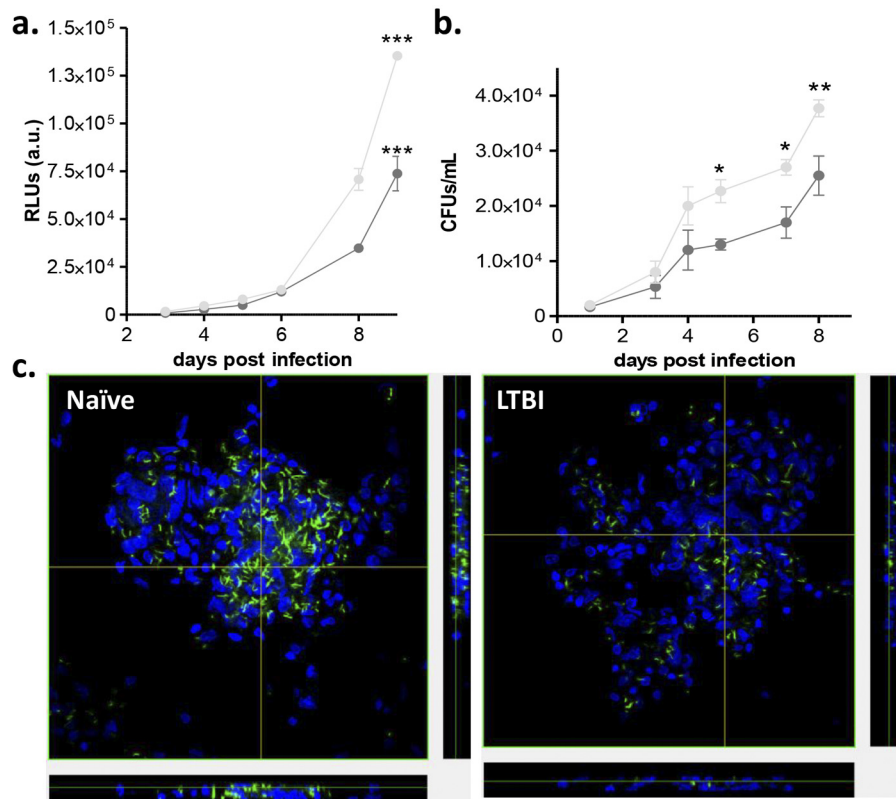 a.
RLUs (a.u.)
1.5x10⁵
1.3x10⁵
1.0x10⁵
7.5x10⁴
5.0x10⁴
2.5x10⁴
0
***
***
2 4 6 8
days post infection
b.
CFUs/mL
4.0x10⁴
3.0x10⁴
2.0x10⁴
1.0x10⁴
0
*
*
**
0 2 4 6 8
days post infection
c.
Naïve
LTBI